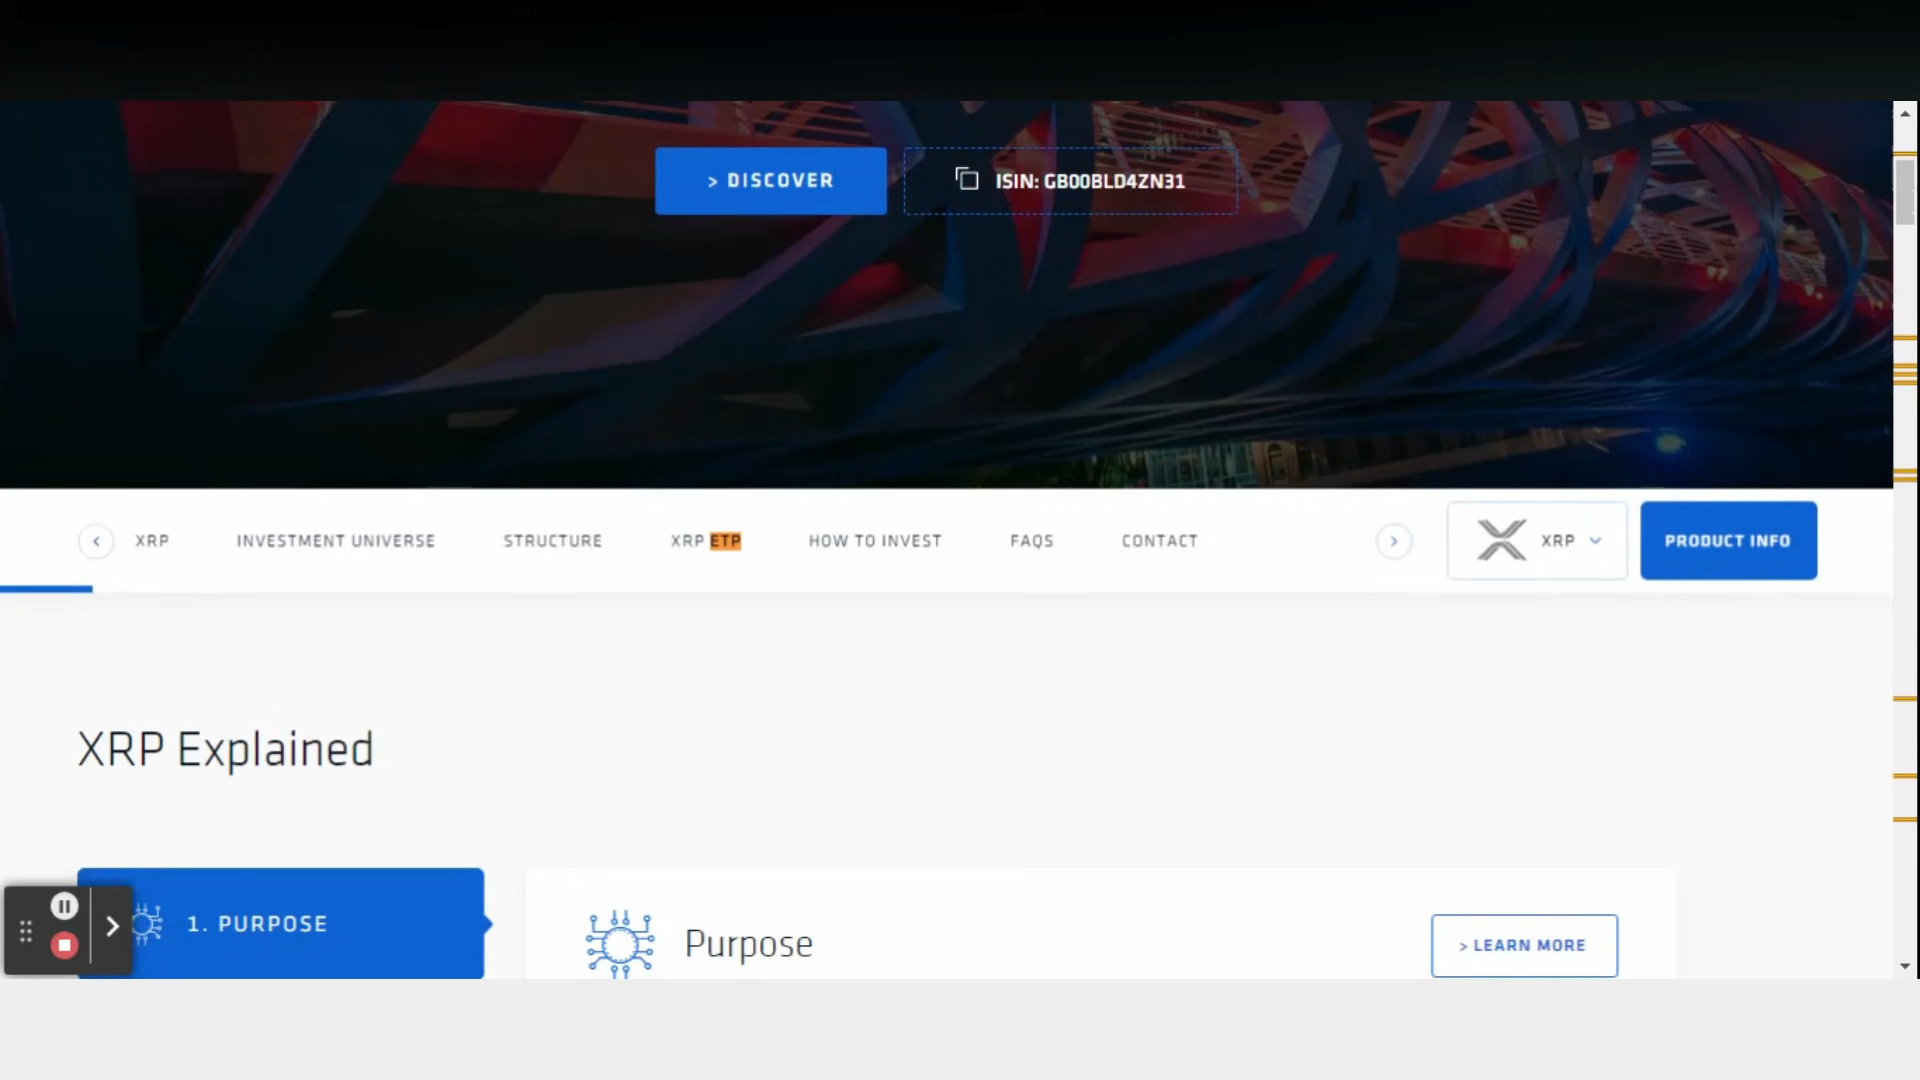 > DISCOVER
ISIN: GB00BLD4ZN31
XRP INVESTMENT UNIVERSE STRUCTURE XRP ETP HOW TO INVEST FAQS CONTACT XRP PRODUCT INFO
XRP Explained
1. PURPOSE
Purpose
> LEARN MORE